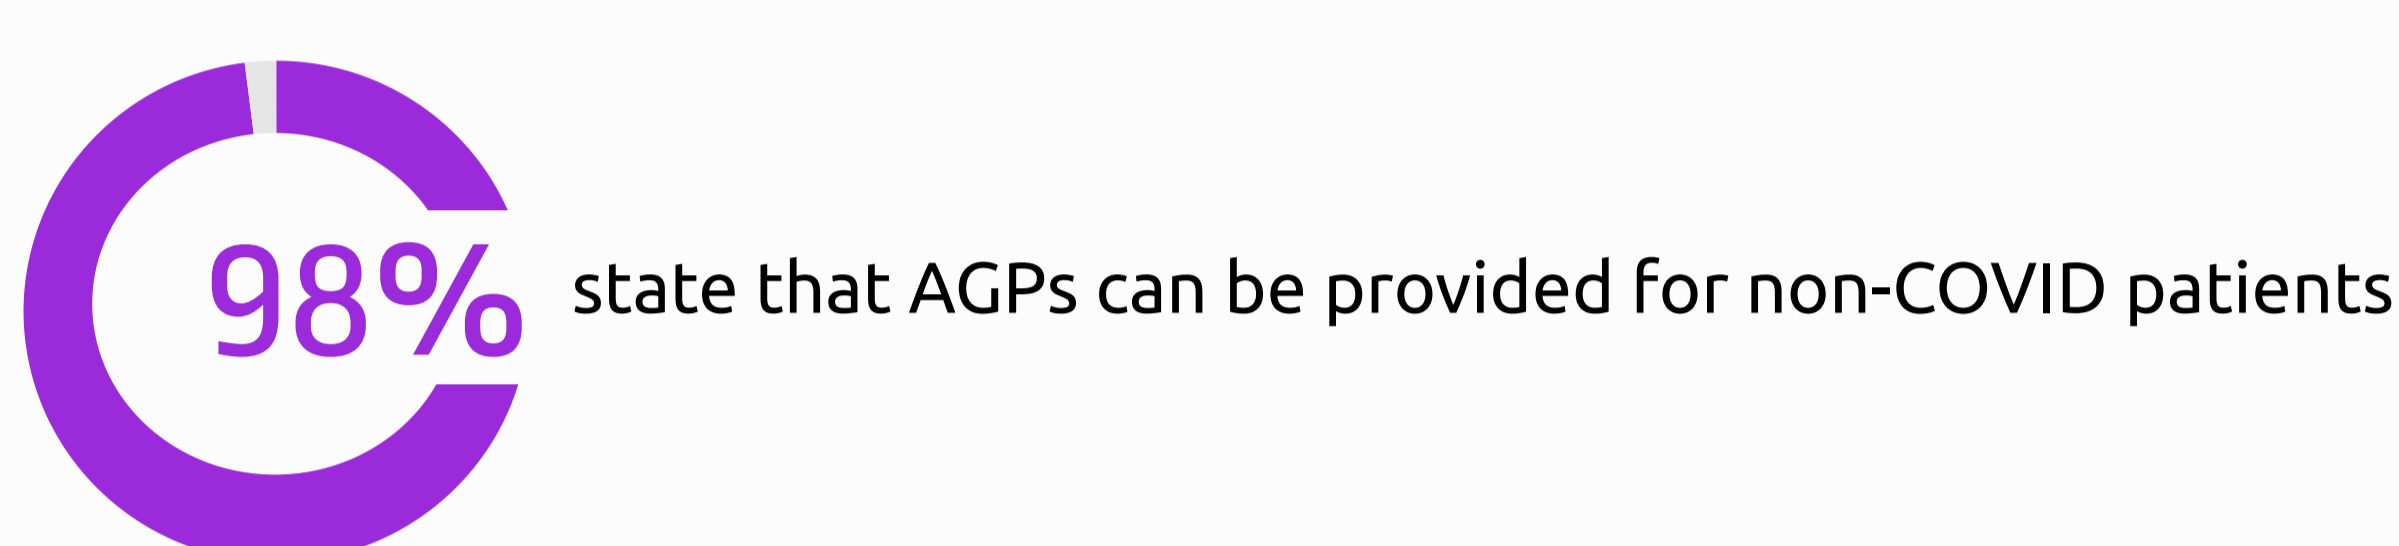 98% state that AGPs can be provided for non-COVID patients